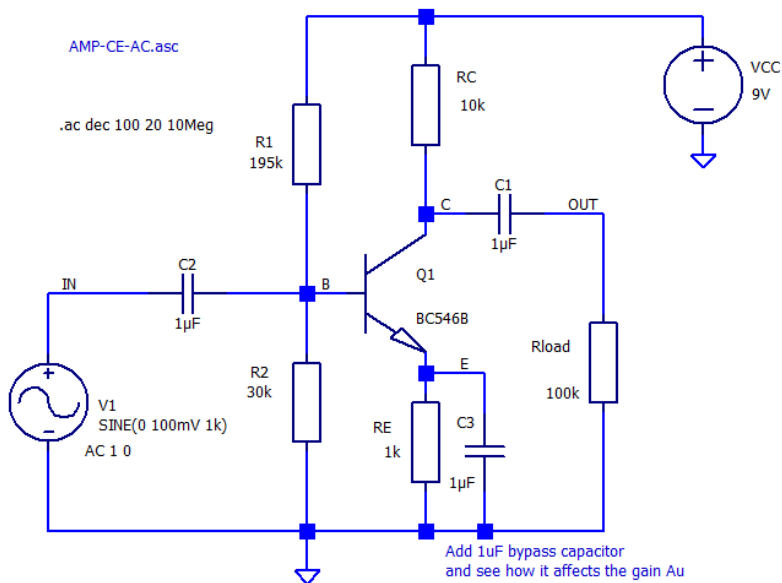 AMP-CE-AC.asc
.ac dec 100 20 10Meg
RC
10k
VCC
9V
R1
195k
C
C1
1µF
OUT
IN
C2
1µF
B
Q1
BC546B
V1
SINE(0 100mV 1k)
AC 1 0
R2
30k
E
RE
1k
C3
1µF
Rload
100k
Add 1uF bypass capacitor
and see how it affects the gain Au